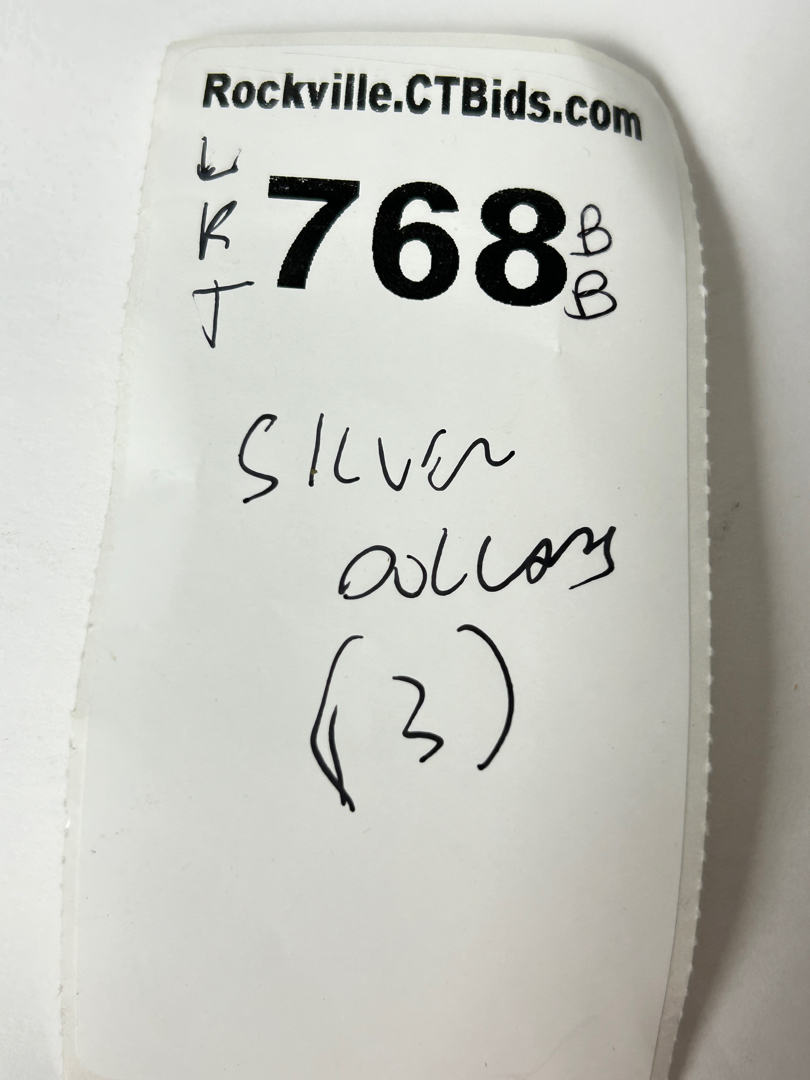 Rockville.CTBids.com
768
K
J
B
B
SILVER
DOLLARS
(3)